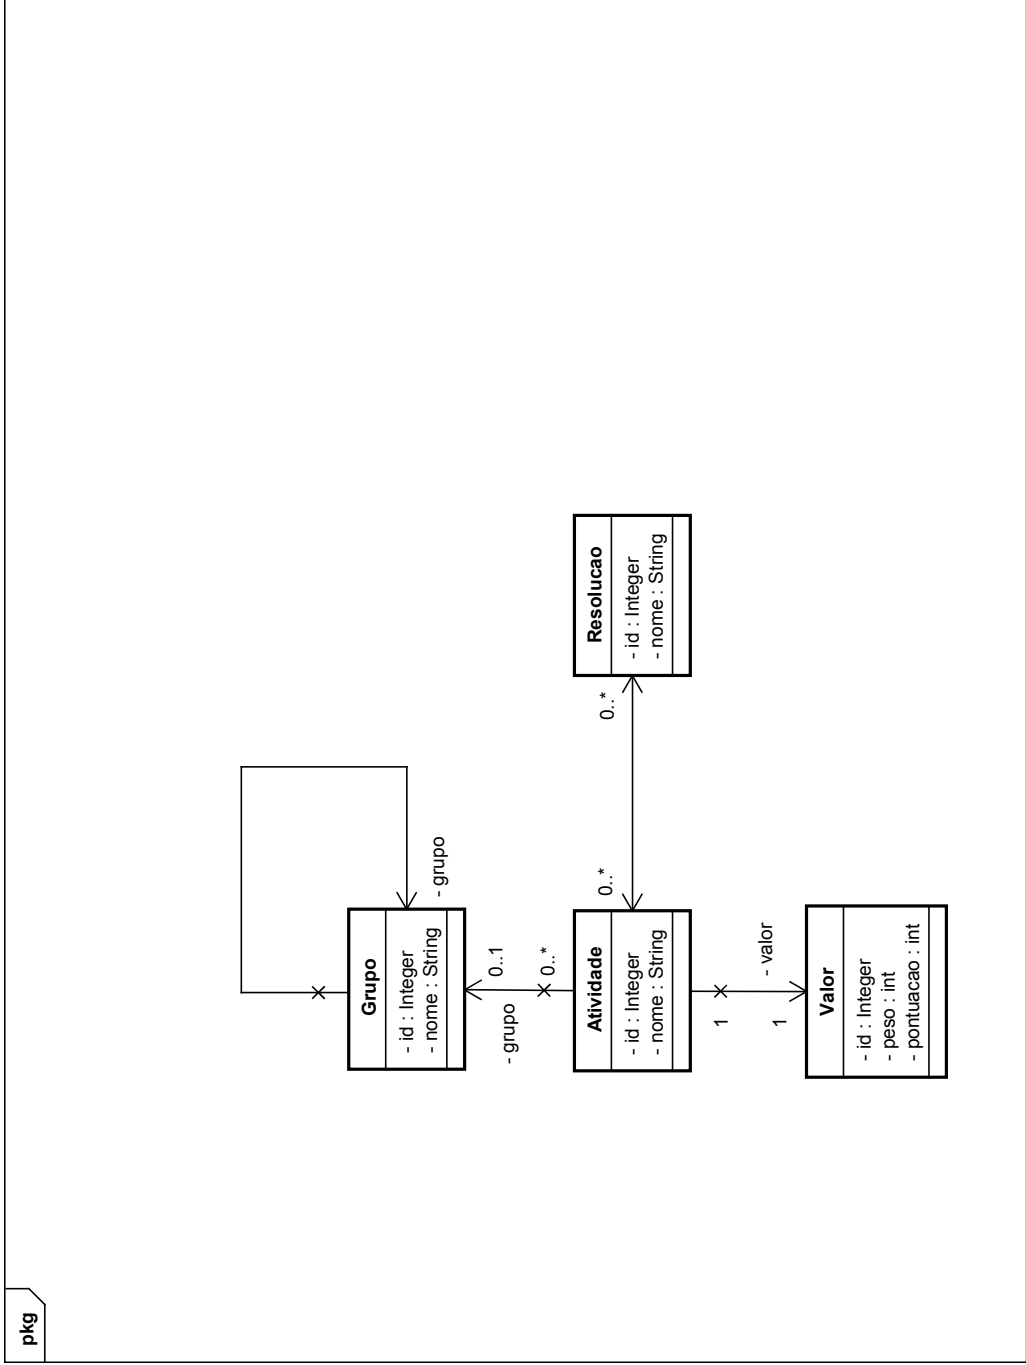 pkg
Grupo
- id : Integer
- nome : String
- grupo
- grupo
0..1
0..*
Atividade
- id : Integer
- nome : String
0..*
0..*
Resolucao
- id : Integer
- nome : String
1
1
- valor
Valor
- id : Integer
- peso : int
- pontuacao : int